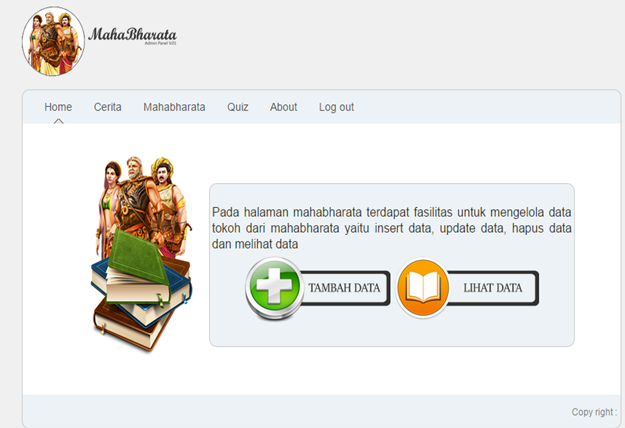 MahaBharata
Admin Panel V.01
Home Cerita Mahabharata Quiz About Log out
Pada halaman mahabharata terdapat fasilitas untuk mengelola data
tokoh dari mahabharata yaitu insert data, update data, hapus data
dan melihat data
TAMBAH DATA LIHAT DATA
Copy right :